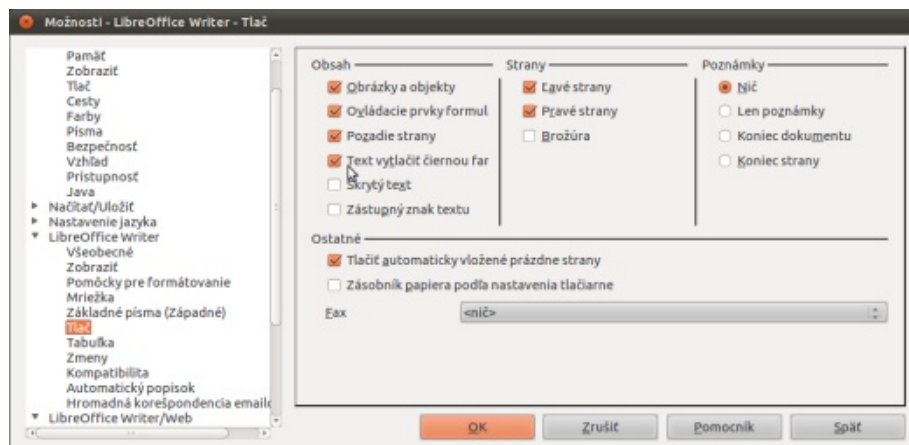 Možnosti - LibreOffice Writer - Tlač
Pamäť
Zobraziť
Tlač
Cesty
Farby
Písma
Bezpečnosť
Vzhľad
Prístupnosť
Java
Načítať/Uložiť
Nastavenie jazyka
LibreOffice Writer
Všeobecné
Zobraziť
Pomôcky pre formátovanie
Mriežka
Základné písma (Západné)
Tlač
Tabuľka
Zmeny
Kompatibilita
Automatický popisok
Hromadná korešpondencia emailo
LibreOffice Writer/Web
Obsah
Obrázky a objekty
Ovládacie prvky formul
Pozadie strany
Text vytlačiť čiernou far
Skrytý text
Zástupný znak textu
Strany
Ľavé strany
Pravé strany
Brožúra
Poznámky
Nič
Len poznámky
Koniec dokumentu
Koniec strany
Ostatné
Tlačiť automaticky vložené prázdne strany
Zásobník papiera podľa nastavenia tlačiarne
Fax <nič>
OK Zrušiť Pomocník Späť